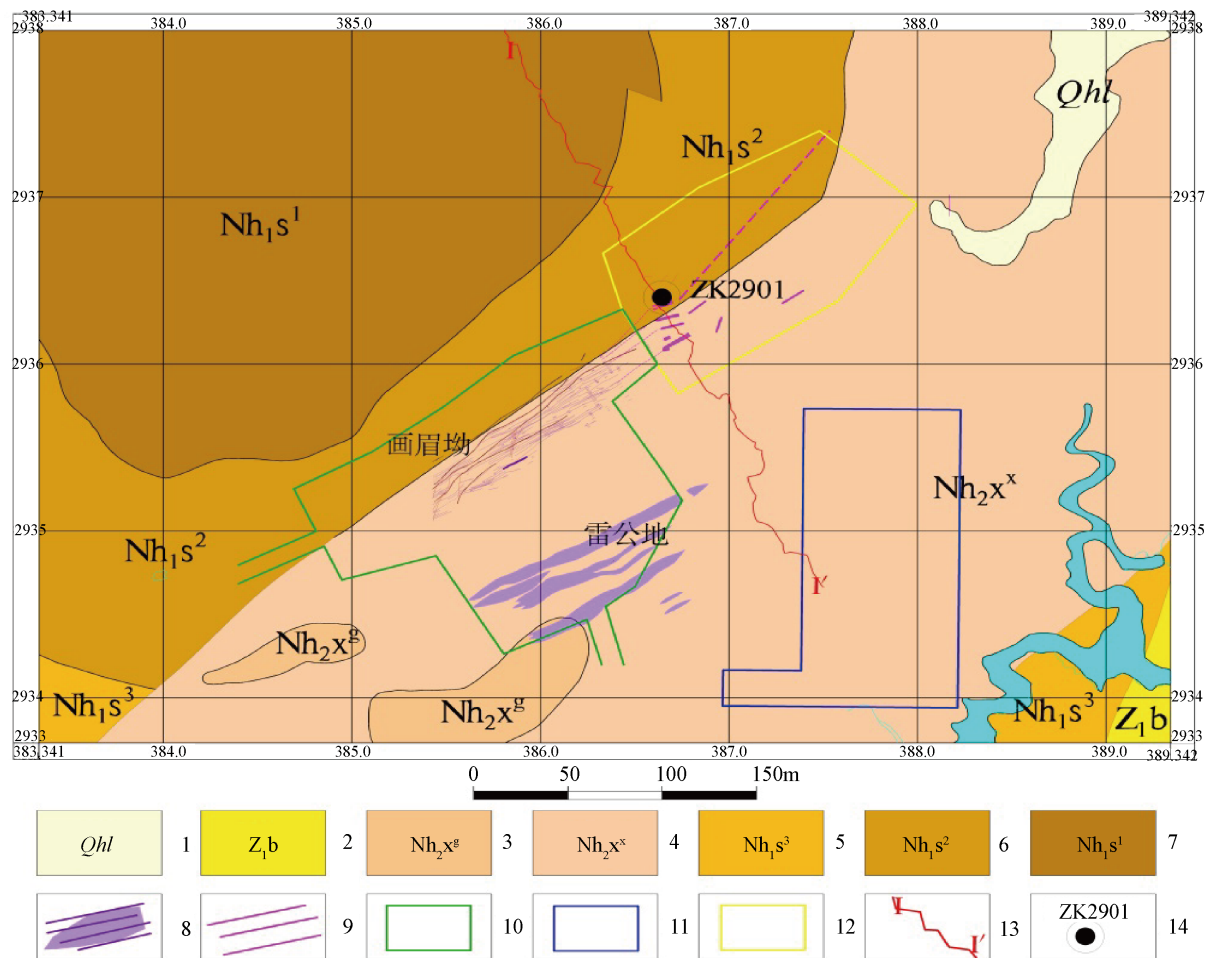 383.341 384.0 385.0 386.0 387.0 388.0 389.0 389.342
2938 2938
I
Qhl
Nh₁s²
2937 2937
Nh₁s¹
ZK2901
2936 2936
画眉坳
Nh₂xˣ
雷公地
2935 2935
Nh₁s²
I′
Nh₂xᵍ
2934 2934
Nh₁s³
Nh₂xᵍ
Nh₁s³
Z₁b
2933 2933
383.341 384.0 385.0 386.0 387.0 388.0 389.0 389.342
0 50 100 150m
Qhl 1 Z₁b 2 Nh₂xᵍ 3 Nh₂xˣ 4 Nh₁s³ 5 Nh₁s² 6 Nh₁s¹ 7
8 9 10 11 12 I I′ 13 ZK2901 14